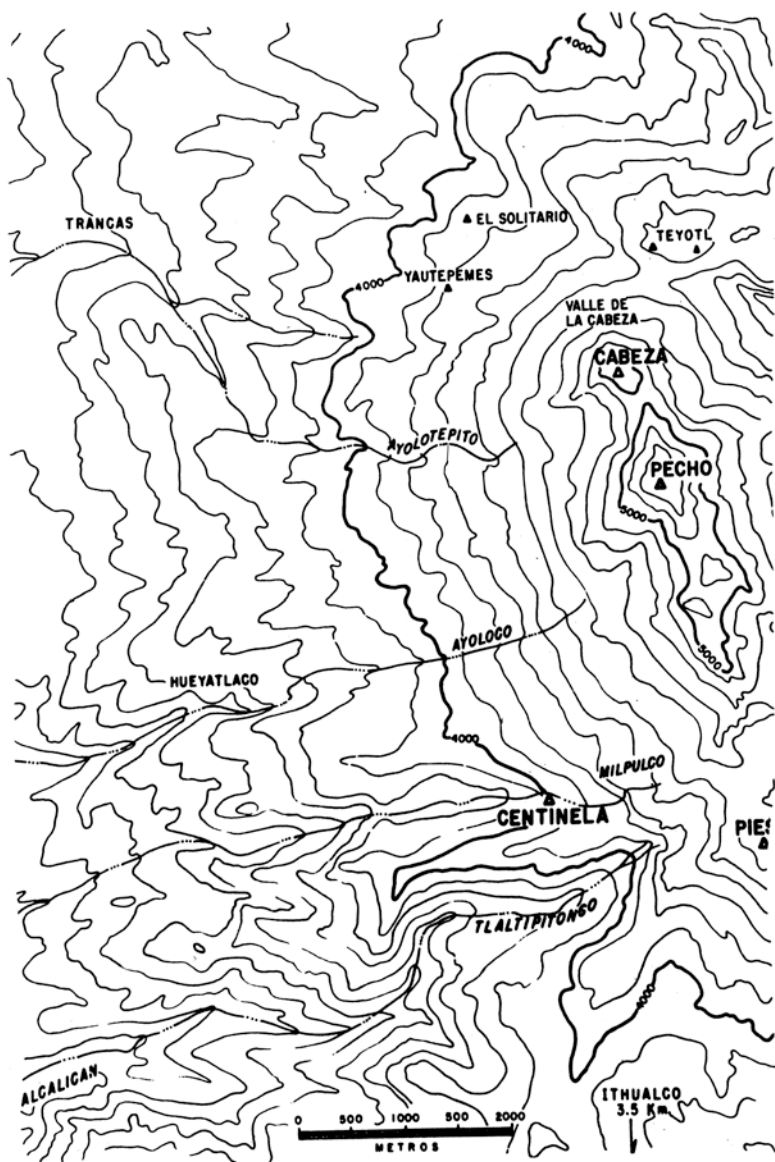 4000
TRANCAS
EL SOLITARIO
TEYOTL
4000
YAUTEPEMES
VALLE DE
LA CABEZA
CABEZA
AYOLOTEPITO
PECHO
5000
AYOLOCO
HUEYATLACO
5000
4000
MILPULCO
CENTINELA
PIES
TLALTIPITONGO
4000
ALCALICAN
ITHUALCO
3.5 Km.
0 500 1000 2000
METROS